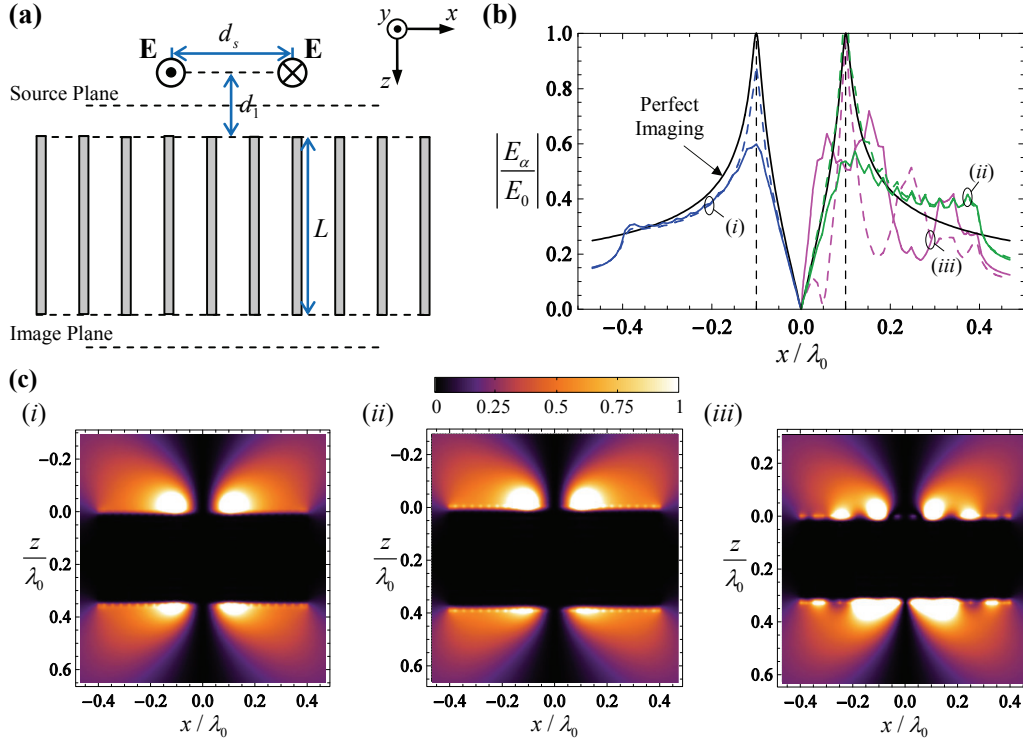 (a)
E
d_s
E
y
x
z
Source Plane
d_1
L
Image Plane
(b)
1.0
0.8
0.6
0.4
0.2
0.0
|E_α / E_0|
Perfect
Imaging
(i)
(ii)
(iii)
−0.4 −0.2 0.0 0.2 0.4
x / λ_0
(c)
0 0.25 0.5 0.75 1
(i)
−0.2
0.0
0.2
0.4
0.6
z / λ_0
−0.4 −0.2 0.0 0.2 0.4
x / λ_0
(ii)
−0.2
0.0
0.2
0.4
0.6
z / λ_0
−0.4 −0.2 0.0 0.2 0.4
x / λ_0
(iii)
0.2
0.0
0.2
0.4
0.6
z / λ_0
−0.4 −0.2 0.0 0.2 0.4
x / λ_0